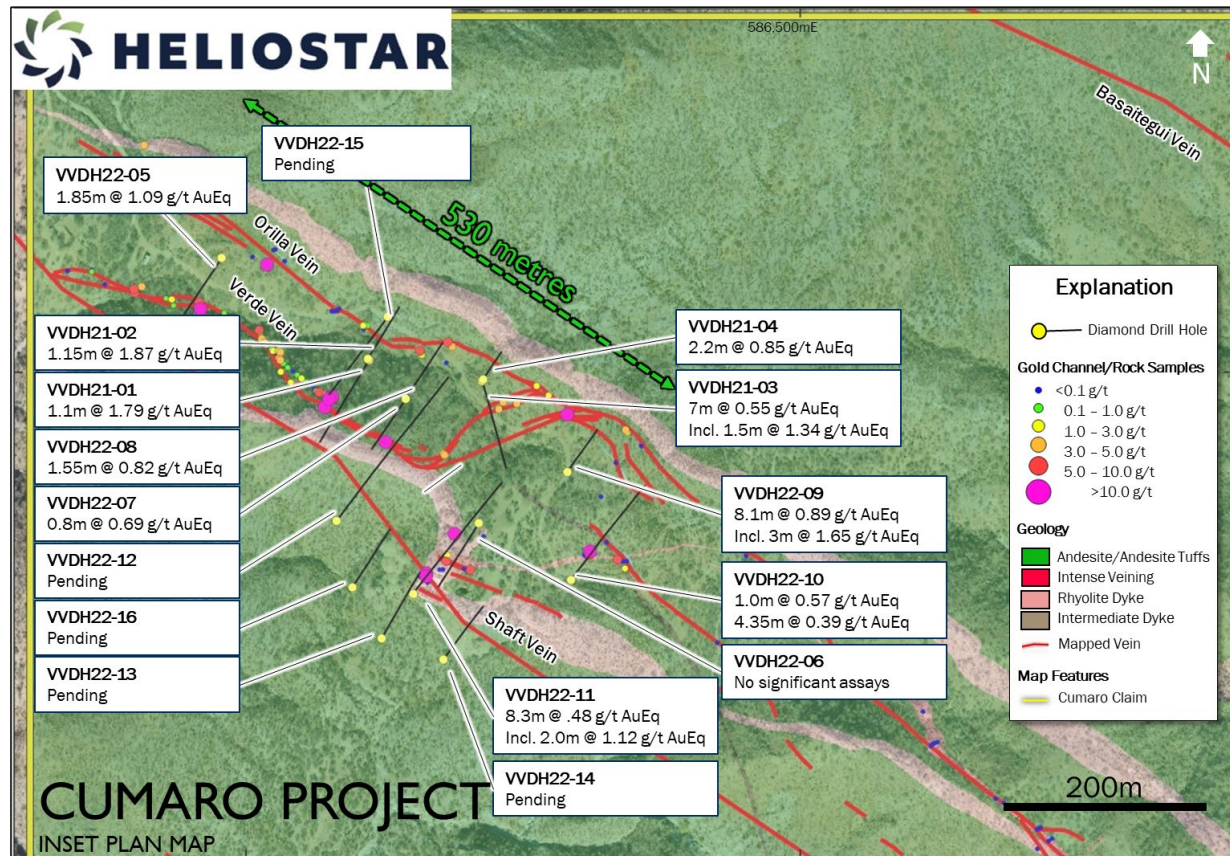 HELIOSTAR
586,500mE
N
Basaitegui Vein
VVDH22-15
Pending
VVDH22-05
1.85m @ 1.09 g/t AuEq
530 metres
Orilla Vein
Verde Vein
VVDH21-02
1.15m @ 1.87 g/t AuEq
VVDH21-01
1.1m @ 1.79 g/t AuEq
VVDH22-08
1.55m @ 0.82 g/t AuEq
VVDH22-07
0.8m @ 0.69 g/t AuEq
VVDH22-12
Pending
VVDH22-16
Pending
VVDH22-13
Pending
VVDH21-04
2.2m @ 0.85 g/t AuEq
VVDH21-03
7m @ 0.55 g/t AuEq
Incl. 1.5m @ 1.34 g/t AuEq
VVDH22-09
8.1m @ 0.89 g/t AuEq
Incl. 3m @ 1.65 g/t AuEq
VVDH22-10
1.0m @ 0.57 g/t AuEq
4.35m @ 0.39 g/t AuEq
VVDH22-06
No significant assays
Shaft Vein
VVDH22-11
8.3m @ .48 g/t AuEq
Incl. 2.0m @ 1.12 g/t AuEq
VVDH22-14
Pending
Explanation
Diamond Drill Hole
Gold Channel/Rock Samples
<0.1 g/t
0.1 – 1.0 g/t
1.0 – 3.0 g/t
3.0 – 5.0 g/t
5.0 – 10.0 g/t
>10.0 g/t
Geology
Andesite/Andesite Tuffs
Intense Veining
Rhyolite Dyke
Intermediate Dyke
Mapped Vein
Map Features
Cumaro Claim
200m
CUMARO PROJECT
INSET PLAN MAP